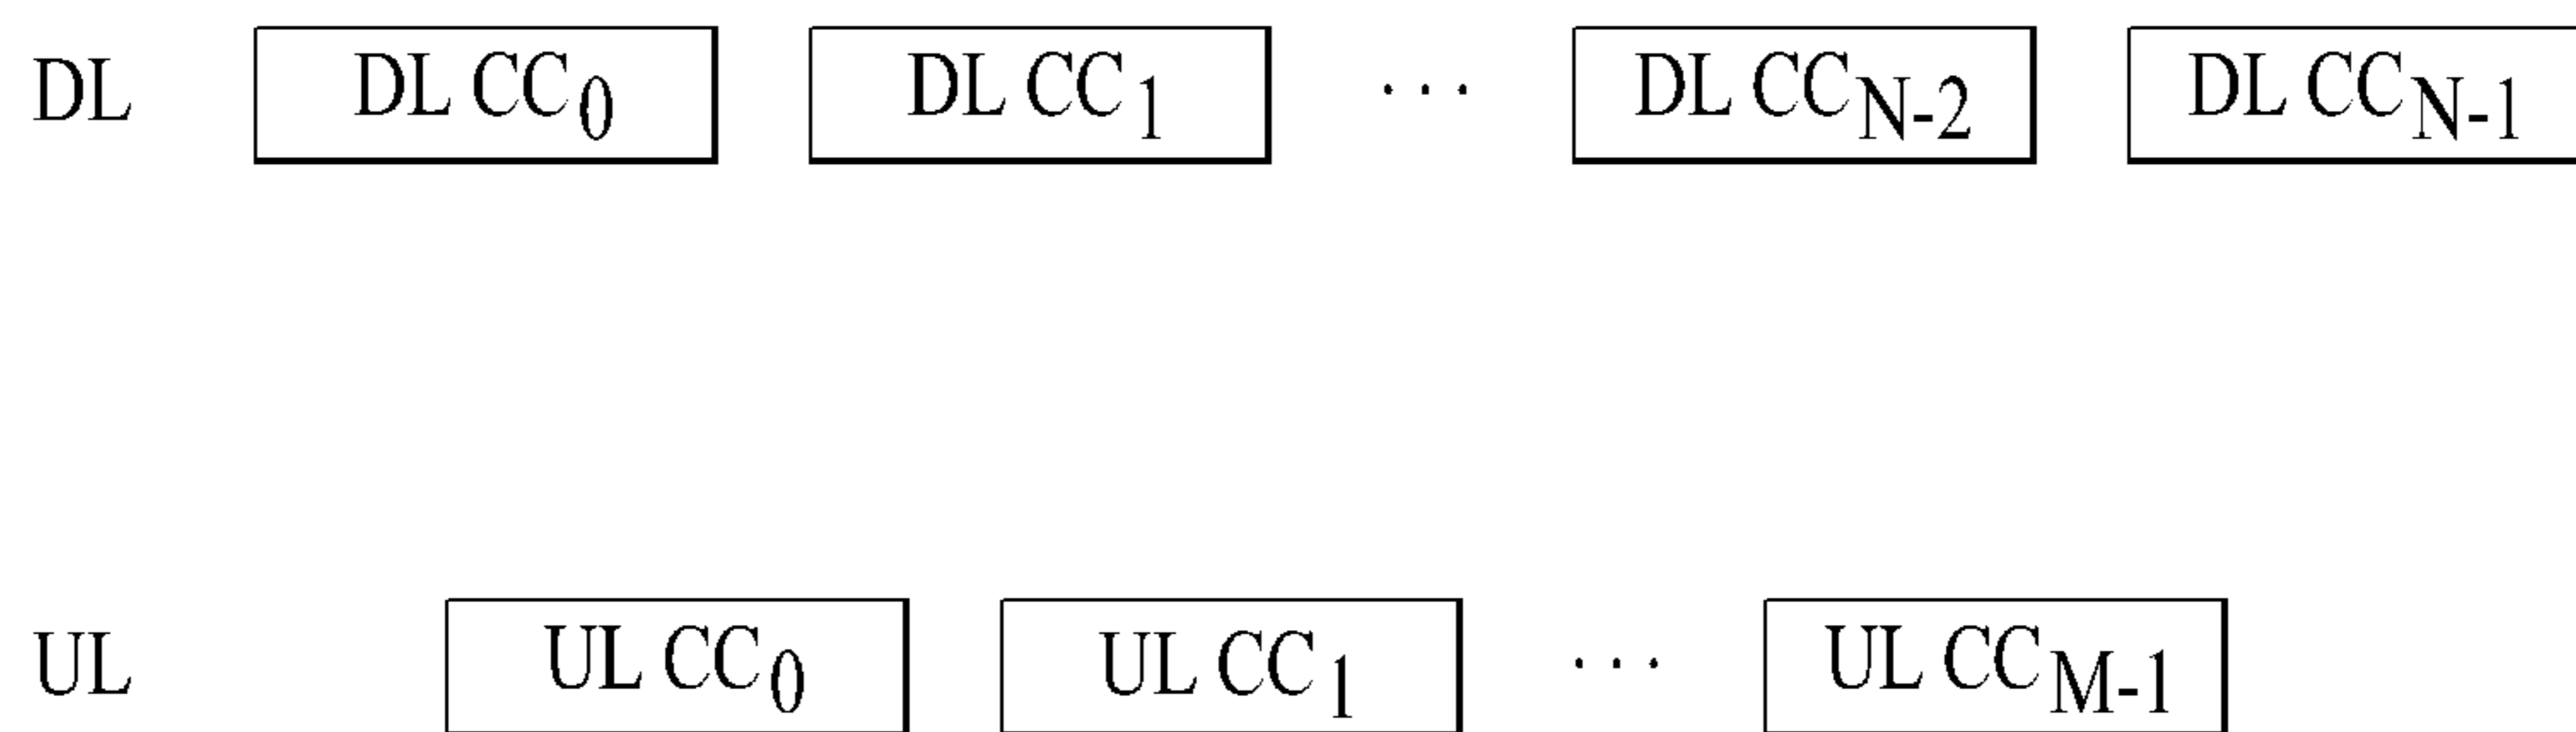 DL DL CC0 DL CC1 ... DL CCN-2 DL CCN-1
UL UL CC0 UL CC1 ... UL CCM-1